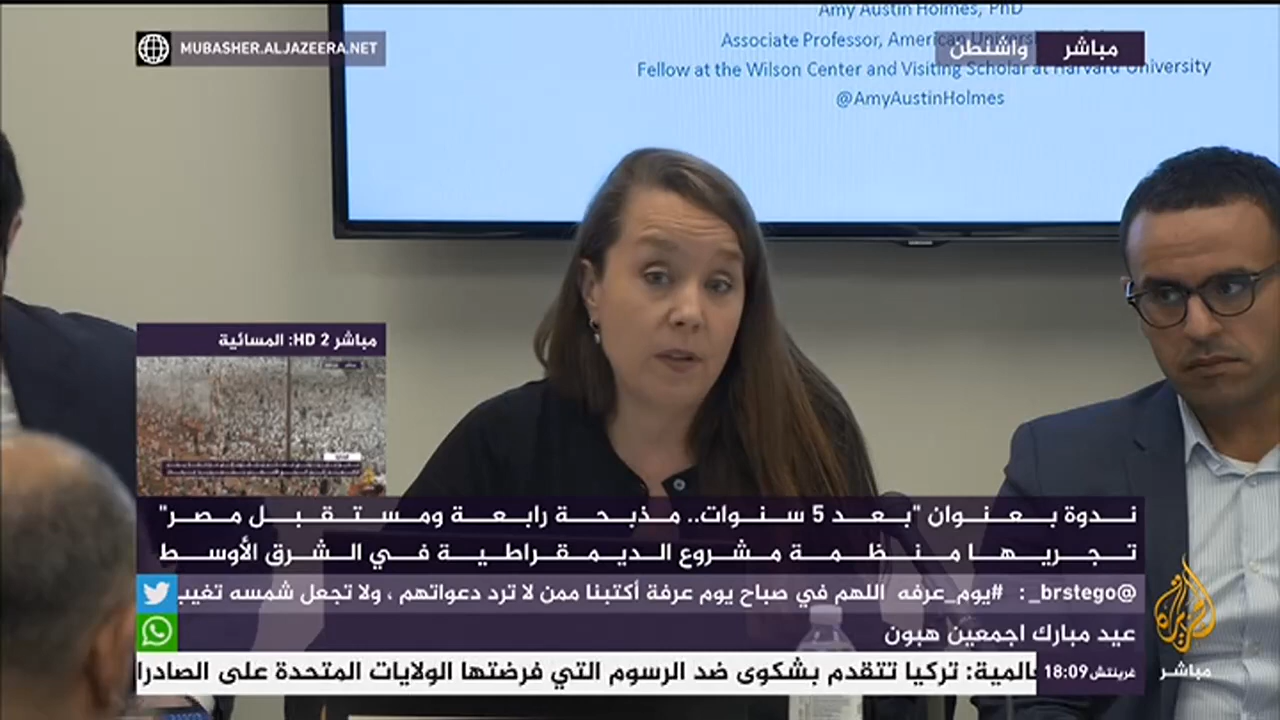 Amy Austin Holmes, PhD
Associate Professor, American
Fellow at the Wilson Center and Visiting Scholar at Harvard University
@AmyAustinHolmes
MUBASHER.ALJAZEERA.NET
مباشر
واشنطن
مباشر HD 2: المسائية
ندوة بعنوان "بعد 5 سنوات.. مذبحة رابعة ومستقبل مصر"
تجريها منظمة مشروع الديمقراطية في الشرق الأوسط
@brstego_ : #يوم_عرفه اللهم في صباح يوم عرفة أكتبنا ممن لا ترد دعواتهم ، ولا تجعل شمسه تغيب
عيد مبارك اجمعين هبون
غرينتش 18:09
عالمية: تركيا تتقدم بشكوى ضد الرسوم التي فرضتها الولايات المتحدة على الصادرا
الجزيرة
مباشر